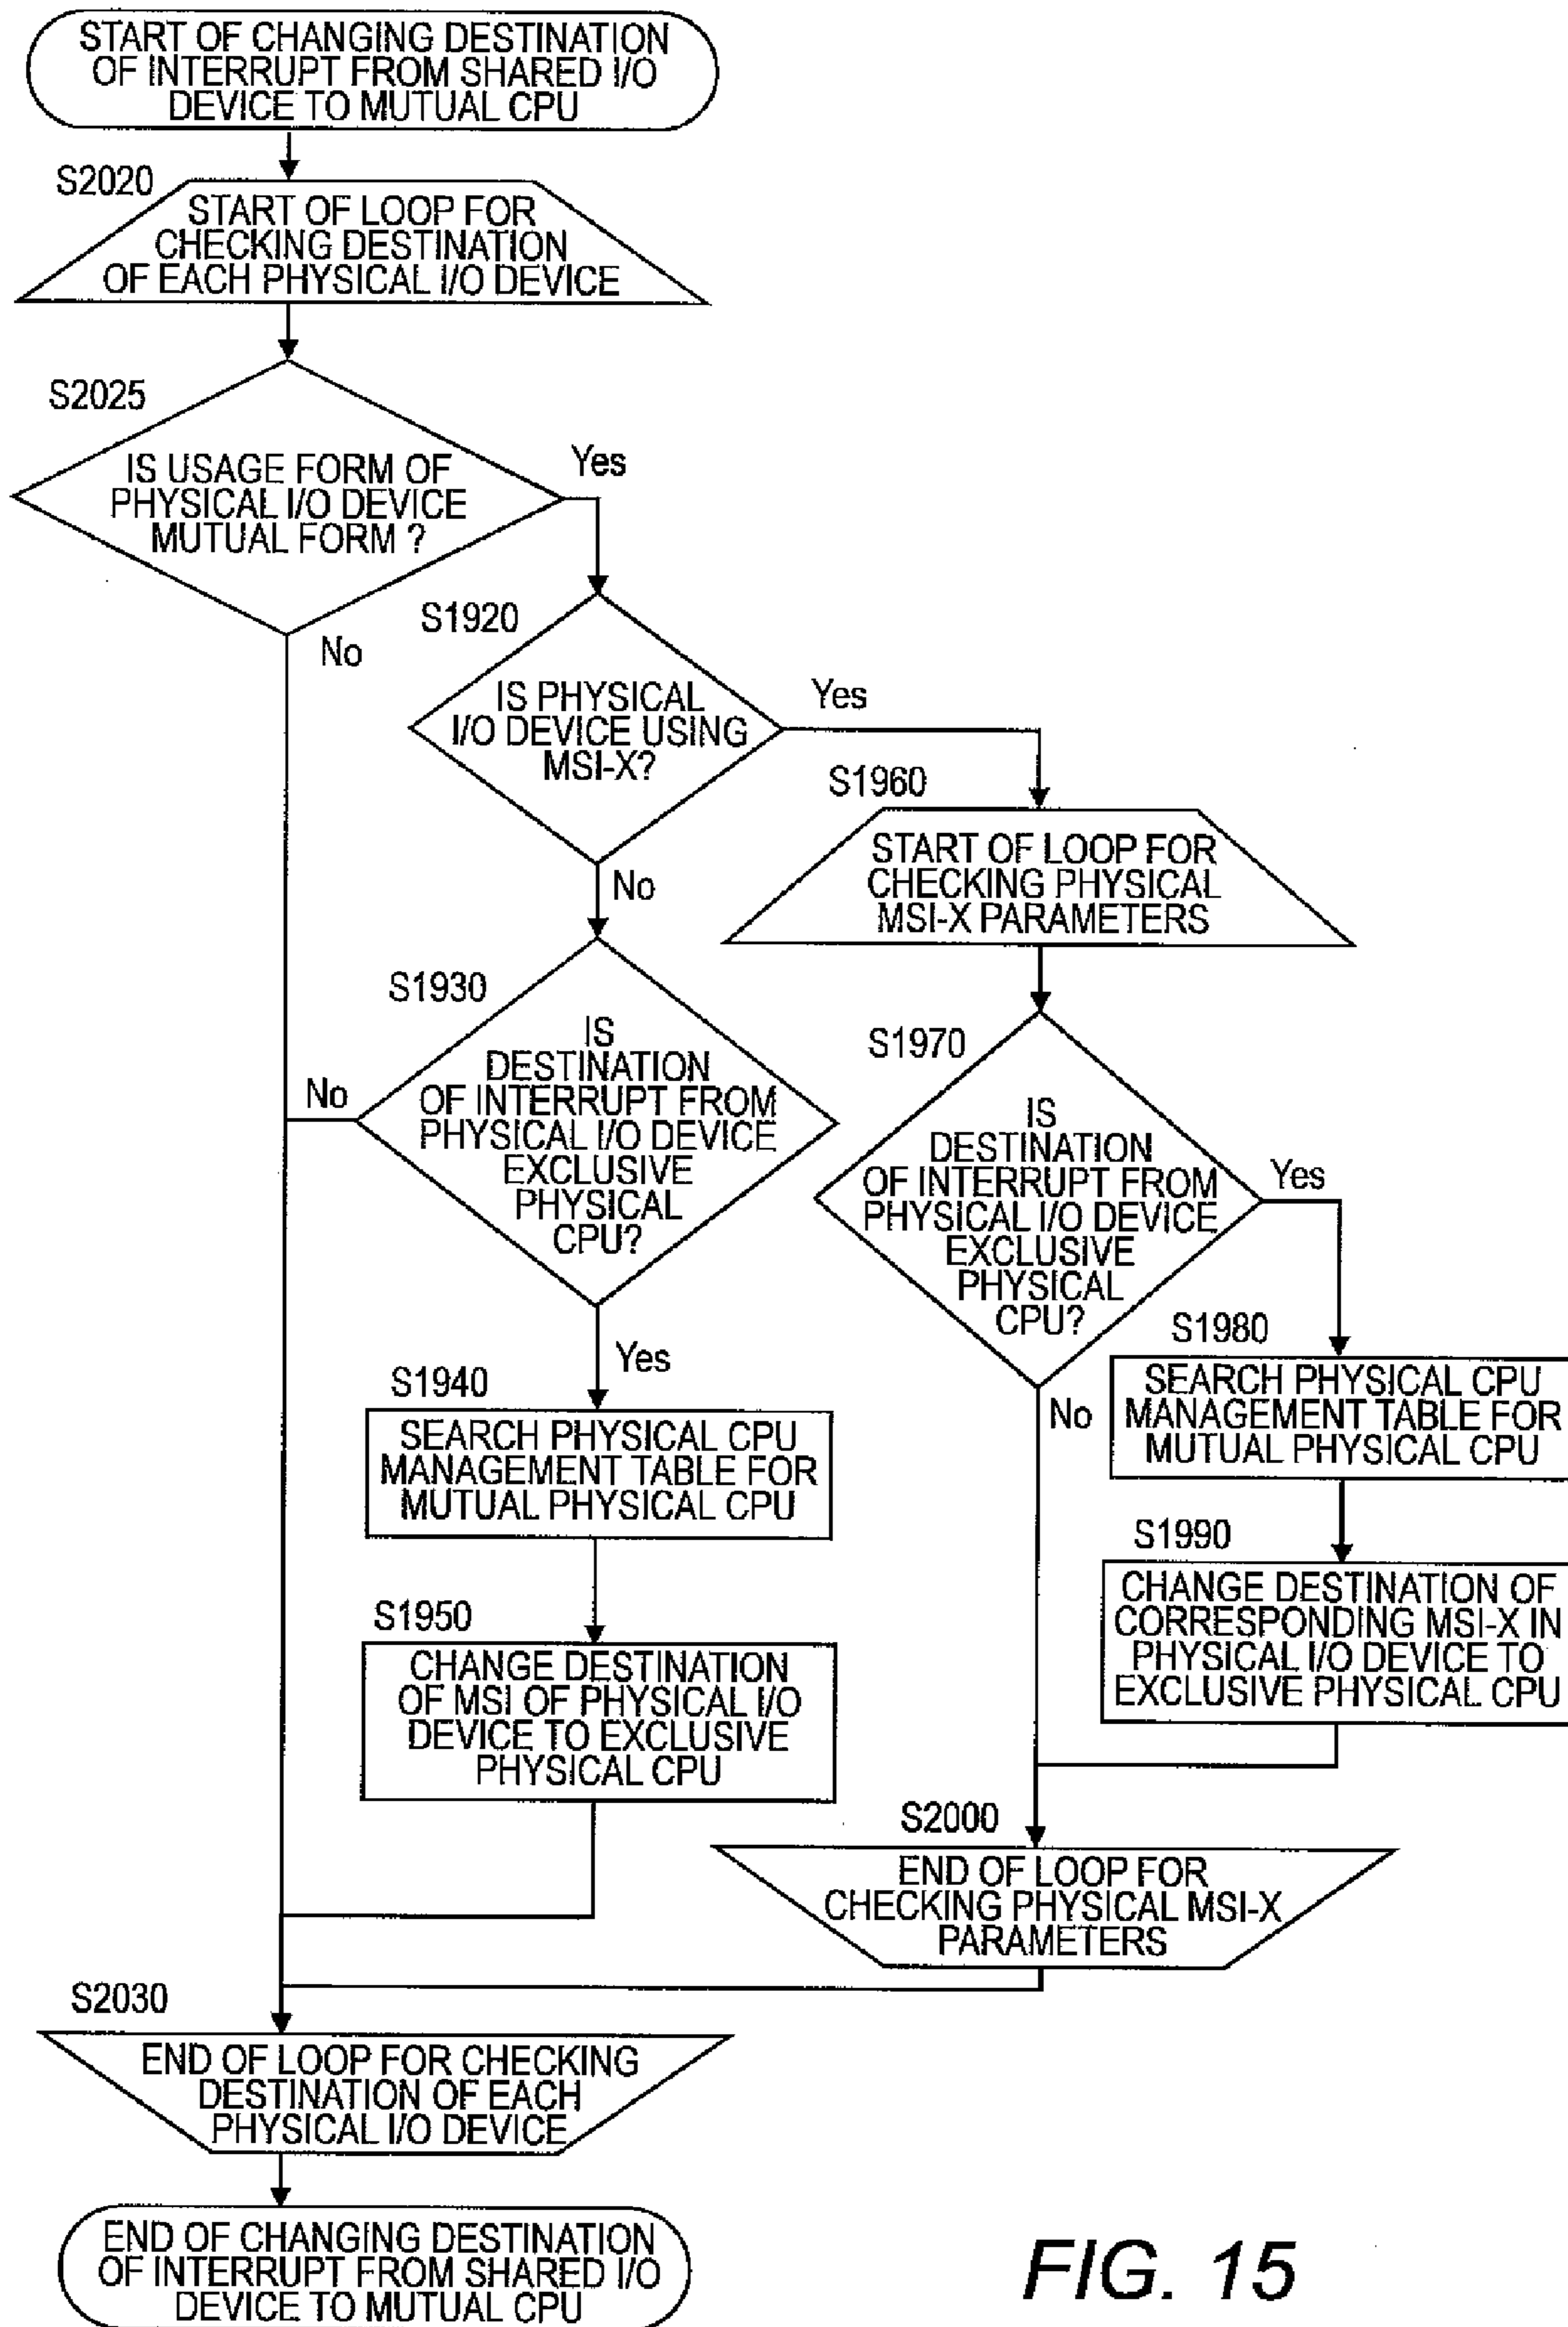 START OF CHANGING DESTINATION
OF INTERRUPT FROM SHARED I/O
DEVICE TO MUTUAL CPU
S2020
START OF LOOP FOR
CHECKING DESTINATION
OF EACH PHYSICAL I/O DEVICE
S2025
IS USAGE FORM OF
PHYSICAL I/O DEVICE
MUTUAL FORM ?
Yes
No
S1920
IS PHYSICAL
I/O DEVICE USING
MSI-X?
Yes
No
S1960
START OF LOOP FOR
CHECKING PHYSICAL
MSI-X PARAMETERS
S1930
IS
DESTINATION
OF INTERRUPT FROM
PHYSICAL I/O DEVICE
EXCLUSIVE
PHYSICAL
CPU?
No
Yes
S1970
IS
DESTINATION
OF INTERRUPT FROM
PHYSICAL I/O DEVICE
EXCLUSIVE
PHYSICAL
CPU?
Yes
No
S1980
SEARCH PHYSICAL CPU
MANAGEMENT TABLE FOR
MUTUAL PHYSICAL CPU
S1940
SEARCH PHYSICAL CPU
MANAGEMENT TABLE FOR
MUTUAL PHYSICAL CPU
S1990
CHANGE DESTINATION OF
CORRESPONDING MSI-X IN
PHYSICAL I/O DEVICE TO
EXCLUSIVE PHYSICAL CPU
S1950
CHANGE DESTINATION
OF MSI OF PHYSICAL I/O
DEVICE TO EXCLUSIVE
PHYSICAL CPU
S2000
END OF LOOP FOR
CHECKING PHYSICAL MSI-X
PARAMETERS
S2030
END OF LOOP FOR CHECKING
DESTINATION OF EACH
PHYSICAL I/O DEVICE
END OF CHANGING DESTINATION
OF INTERRUPT FROM SHARED I/O
DEVICE TO MUTUAL CPU
FIG. 15